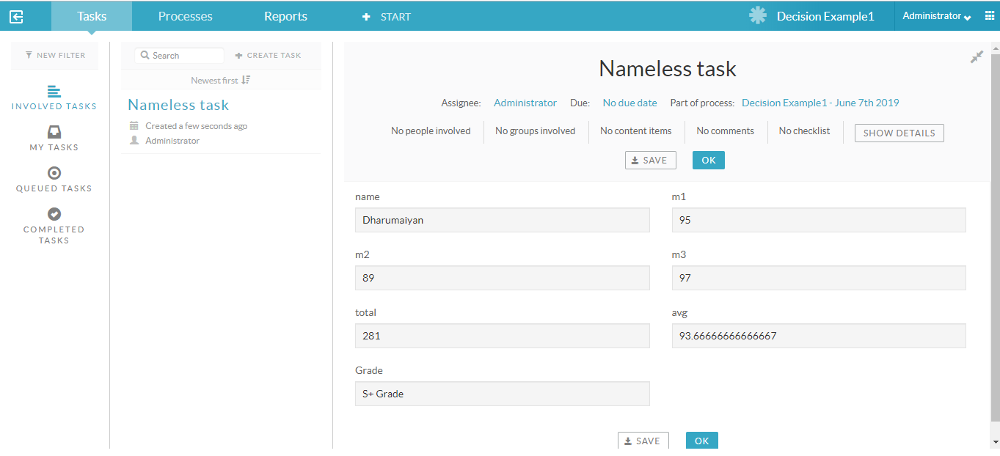 Tasks Processes Reports START Decision Example1 Administrator
NEW FILTER
INVOLVED TASKS
MY TASKS
QUEUED TASKS
COMPLETED
TASKS
Search CREATE TASK
Newest first
Nameless task
Created a few seconds ago
Administrator
Nameless task
Assignee: Administrator Due: No due date Part of process: Decision Example1 - June 7th 2019
No people involved No groups involved No content items No comments No checklist SHOW DETAILS
SAVE OK
name m1
Dharumaiyan 95
m2 m3
89 97
total avg
281 93.66666666666667
Grade
S+ Grade
SAVE OK